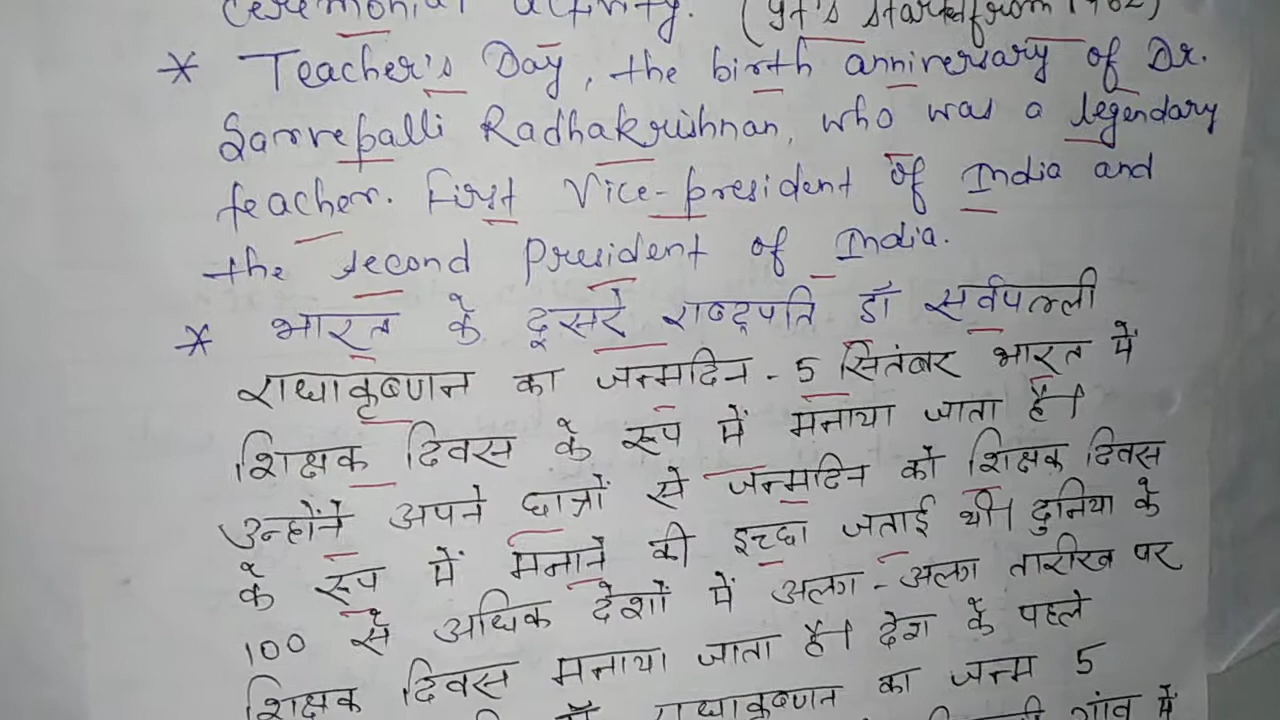 ceremonial activity. (It's started from 1962)
* Teacher's Day, the birth anniversary of Dr.
Sarrepalli Radhakrishnan, who was a legendary
teacher. First Vice-president of India and
the second President of India.
* भारत के दूसरे राष्ट्रपति डॉ सर्वपल्ली
राधाकृष्णन का जन्मदिन - 5 सितंबर भारत में
शिक्षक दिवस के रूप में मनाया जाता है।
उन्होंने अपने छात्रों से जन्मदिन को शिक्षक दिवस
के रूप में मनाने की इच्छा जताई थी। दुनिया के
100 से अधिक देशों में अलग - अलग तारीख पर
शिक्षक दिवस मनाया जाता है। देश के पहले
राधाकृष्णन का जन्म 5
गांव में